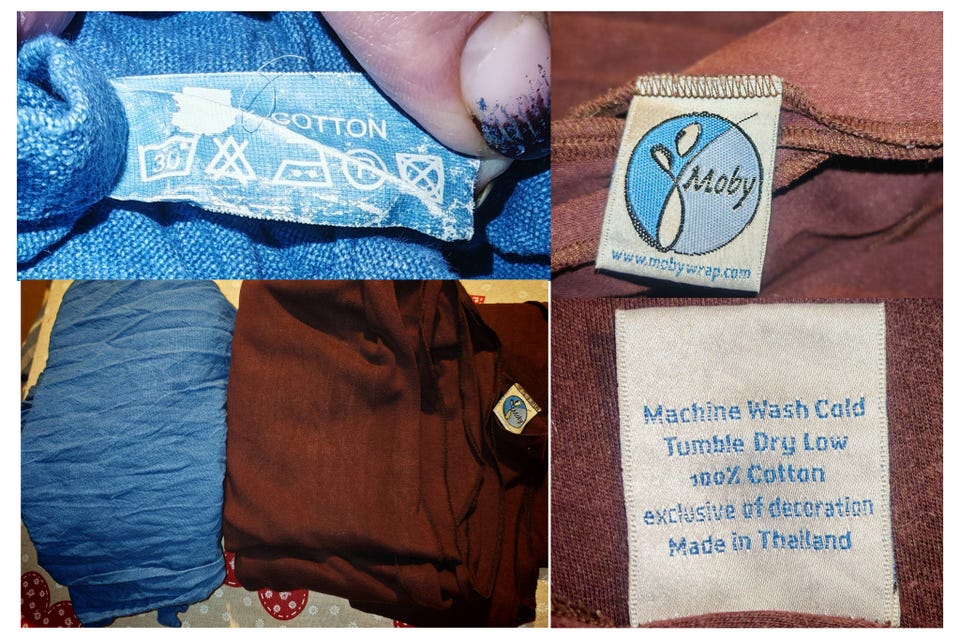 COTTON
30 P
Moby
www.mobywrap.com
Moby
Machine Wash Cold
Tumble Dry Low
100% Cotton
exclusive of decoration
Made in Thailand